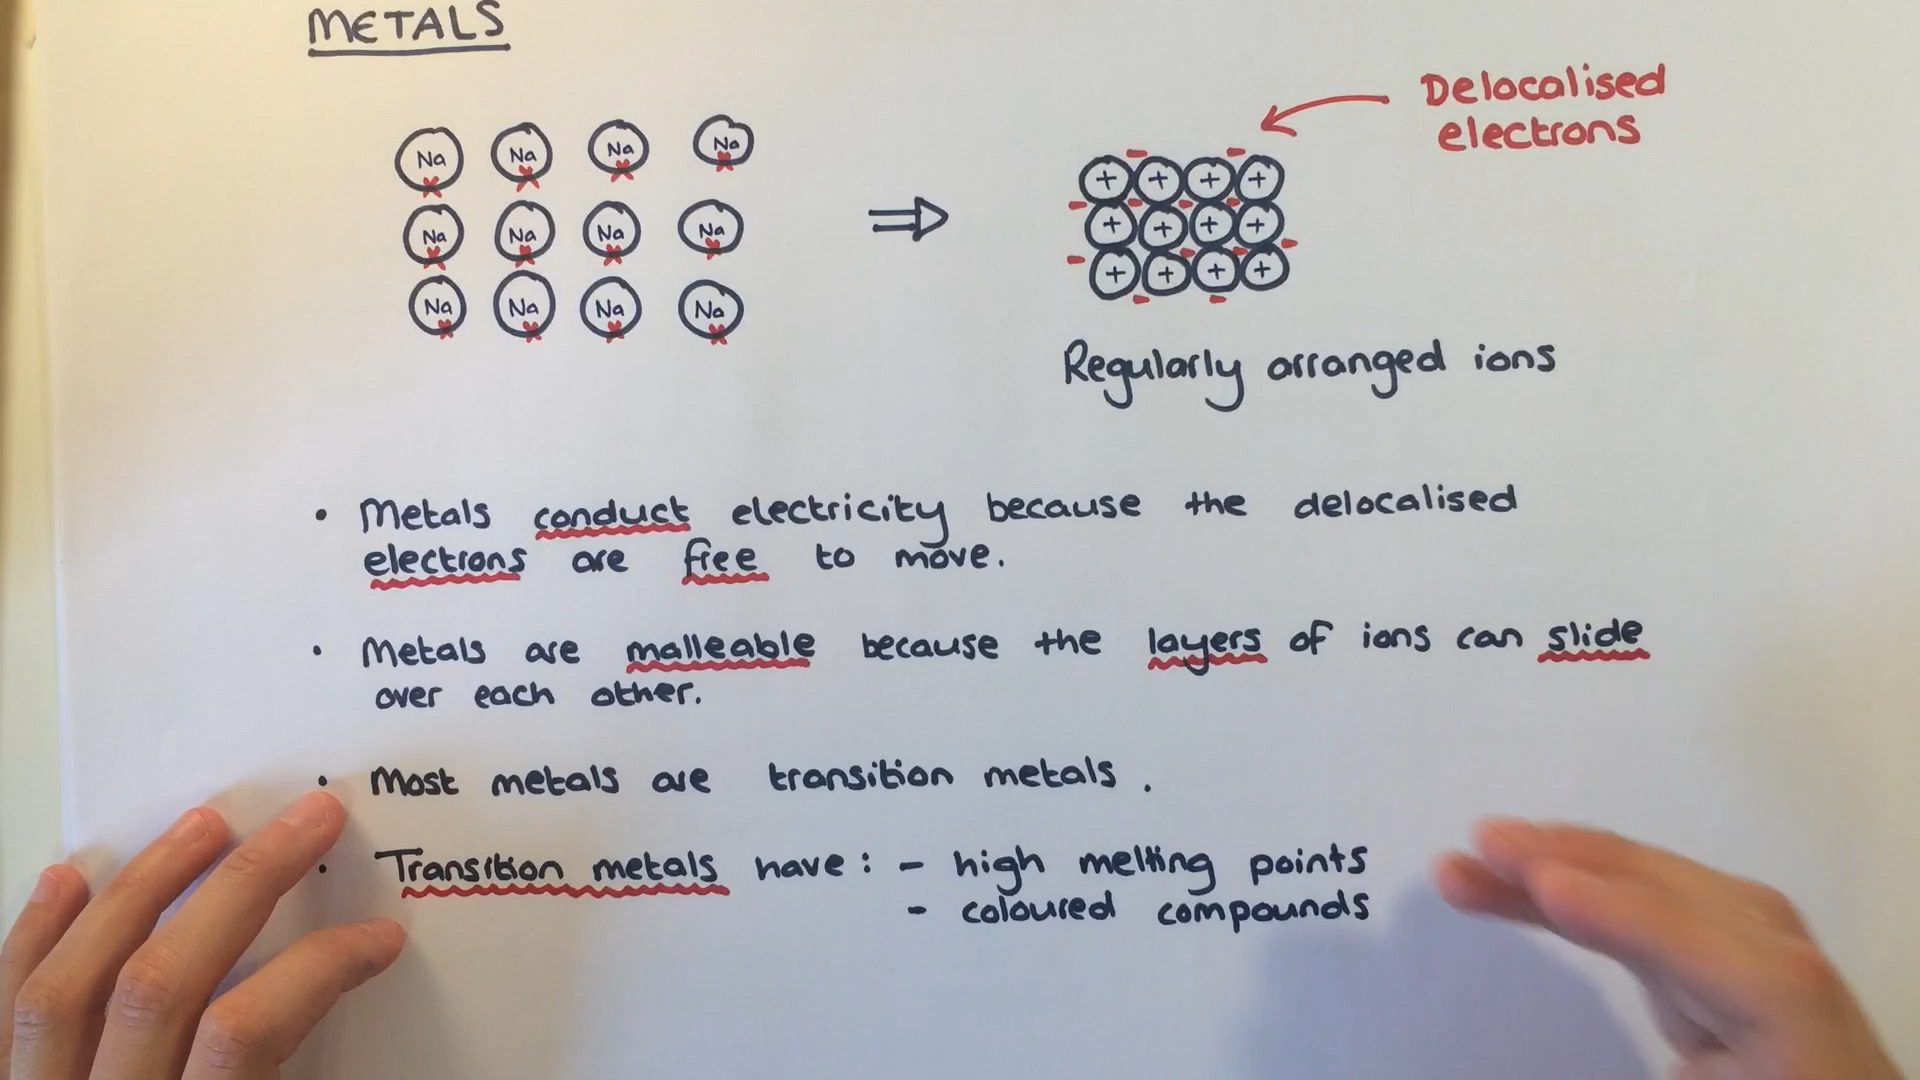 METALS
Delocalised
electrons
Na Na Na Na
+ + + +
Na Na Na Na
+ + + +
Na Na Na Na
+ + + +
Regularly arranged ions
• Metals conduct electricity because the delocalised
electrons are free to move.
• Metals are malleable because the layers of ions can slide
over each other.
• Most metals are transition metals.
• Transition metals have: - high melting points
- coloured compounds